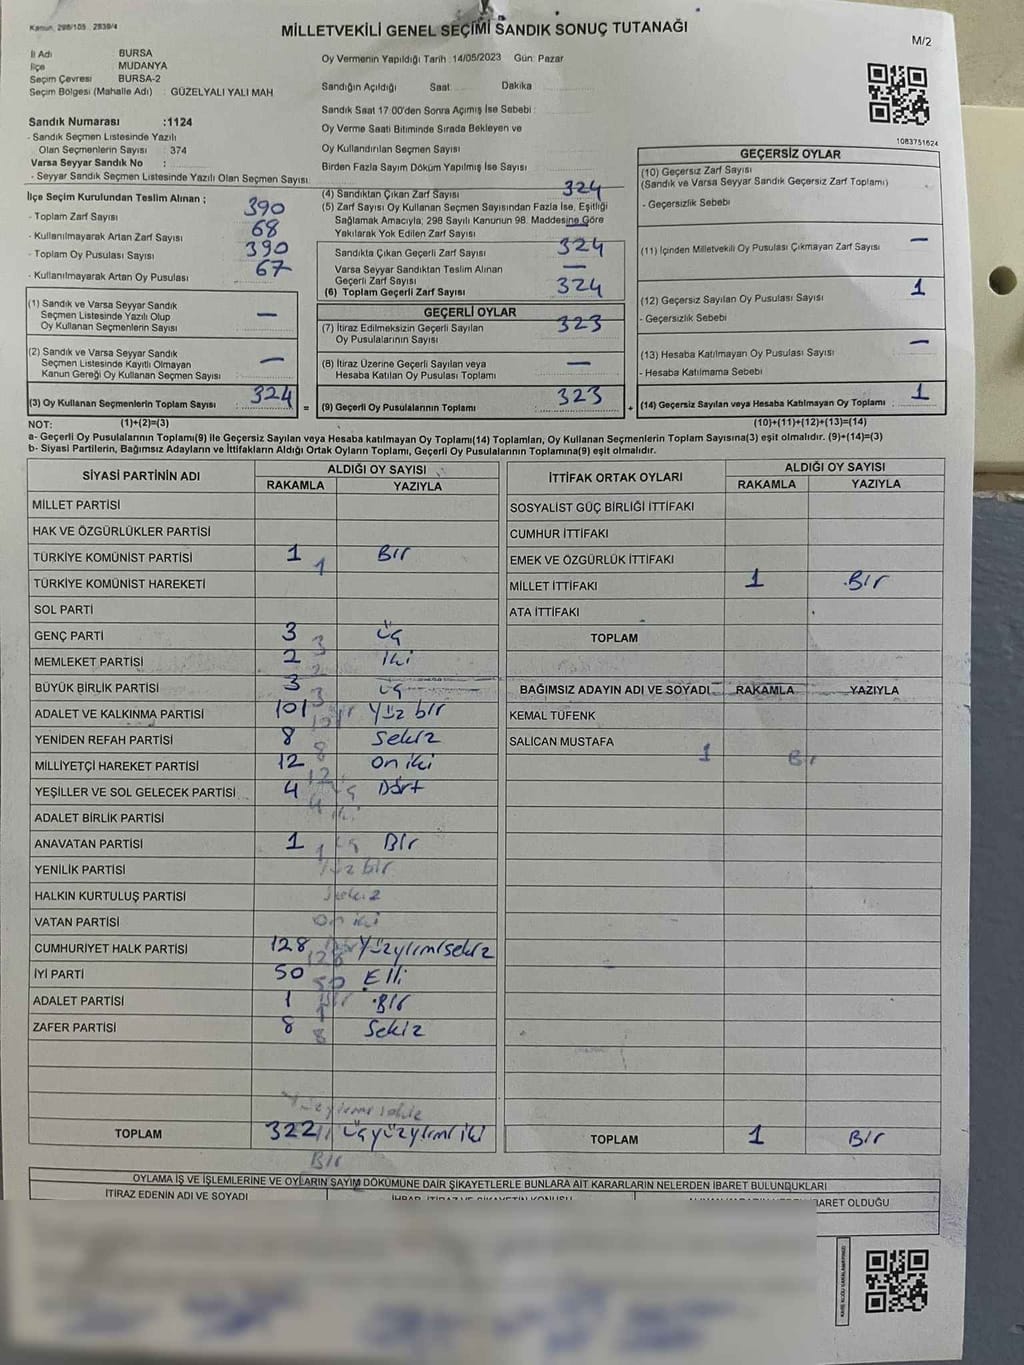 Kanun, 298/105 . 2839/4
MİLLETVEKİLİ GENEL SEÇİMİ SANDIK SONUÇ TUTANAĞI
M/2
İl Adı BURSA
İlçe MUDANYA
Seçim Çevresi BURSA-2
Seçim Bölgesi (Mahalle Adı) : GÜZELYALI YALI MAH
Oy Vermenin Yapıldığı Tarih : 14/05/2023 Gün: Pazar
Sandığın Açıldığı Saat: Dakika
Sandık Saat 17.00'den Sonra Açımış İse Sebebi :
Oy Verme Saati Bitiminde Sırada Bekleyen ve
Oy Kullandırılan Seçmen Sayısı
Birden Fazla Sayım Döküm Yapılmış İse Sayısı
1083751624
Sandık Numarası :1124
- Sandık Seçmen Listesinde Yazılı
Olan Seçmenlerin Sayısı : 374
Varsa Seyyar Sandık No :
- Seyyar Sandık Seçmen Listesinde Yazılı Olan Seçmen Sayısı
İlçe Seçim Kurulundan Teslim Alınan ;
- Toplam Zarf Sayısı 390
- Kullanılmayarak Artan Zarf Sayısı 68
- Toplam Oy Pusulası Sayısı 390
- Kullanılmayarak Artan Oy Pusulası 67
(1) Sandık ve Varsa Seyyar Sandık
Seçmen Listesinde Yazılı Olup
Oy Kullanan Seçmenlerin Sayısı —
(2) Sandık ve Varsa Seyyar Sandık
Seçmen Listesinde Kayıtlı Olmayan
Kanun Gereği Oy Kullanan Seçmen Sayısı —
(3) Oy Kullanan Seçmenlerin Toplam Sayısı 324 =
(4) Sandıktan Çıkan Zarf Sayısı 324
(5) Zarf Sayısı Oy Kullanan Seçmen Sayısından Fazla İse, Eşitliği
Sağlamak Amacıyla, 298 Sayılı Kanunun 98. Maddesine Göre
Yakılarak Yok Edilen Zarf Sayısı
Sandıkta Çıkan Geçerli Zarf Sayısı 324
Varsa Seyyar Sandıktan Teslim Alınan
Geçerli Zarf Sayısı —
(6) Toplam Geçerli Zarf Sayısı 324
GEÇERLİ OYLAR
(7) İtiraz Edilmeksizin Geçerli Sayılan
Oy Pusulalarının Sayısı 323
(8) İtiraz Üzerine Geçerli Sayılan veya
Hesaba Katılan Oy Pusulası Toplamı —
(9) Geçerli Oy Pusulalarının Toplamı 323 +
GEÇERSİZ OYLAR
(10) Geçersiz Zarf Sayısı
(Sandık ve Varsa Seyyar Sandık Geçersiz Zarf Toplamı)
- Geçersizlik Sebebi
(11) İçinden Milletvekili Oy Pusulası Çıkmayan Zarf Sayısı —
(12) Geçersiz Sayılan Oy Pusulası Sayısı 1
- Geçersizlik Sebebi
(13) Hesaba Katılmayan Oy Pusulası Sayısı —
- Hesaba Katılmama Sebebi
(14) Geçersiz Sayılan veya Hesaba Katılmayan Oy Toplamı 1
NOT: (1)+(2)=(3) (10)+(11)+(12)+(13)=(14)
a- Geçerli Oy Pusulalarının Toplamı(9) ile Geçersiz Sayılan veya Hesaba katılmayan Oy Toplamı(14) Toplamları, Oy Kullanan Seçmenlerin Toplam Sayısına(3) eşit olmalıdır. (9)+(14)=(3)
b- Siyasi Partilerin, Bağımsız Adayların ve İttifakların Aldığı Ortak Oyların Toplamı, Geçerli Oy Pusulalarının Toplamına(9) eşit olmalıdır.
SİYASİ PARTİNİN ADI ALDIĞI OY SAYISI
RAKAMLA YAZIYLA
MİLLET PARTİSİ
HAK VE ÖZGÜRLÜKLER PARTİSİ
TÜRKİYE KOMÜNİST PARTİSİ 1 Bir
TÜRKİYE KOMÜNİST HAREKETİ
SOL PARTİ
GENÇ PARTİ 3 üç
MEMLEKET PARTİSİ 2 iki
BÜYÜK BİRLİK PARTİSİ 3 üç
ADALET VE KALKINMA PARTİSİ 101 Yüz bir
YENİDEN REFAH PARTİSİ 8 Sekiz
MİLLİYETÇİ HAREKET PARTİSİ 12 On iki
YEŞİLLER VE SOL GELECEK PARTİSİ 4 Dört
ADALET BİRLİK PARTİSİ
ANAVATAN PARTİSİ 1 Bir
YENİLİK PARTİSİ
HALKIN KURTULUŞ PARTİSİ
VATAN PARTİSİ
CUMHURİYET HALK PARTİSİ 128 Yüzyirmisekiz
İYİ PARTİ 50 Elli
ADALET PARTİSİ 1 Bir
ZAFER PARTİSİ 8 Sekiz
TOPLAM 322 üçyüzyirmi iki
İTTİFAK ORTAK OYLARI ALDIĞI OY SAYISI
RAKAMLA YAZIYLA
SOSYALİST GÜÇ BİRLİĞİ İTTİFAKI
CUMHUR İTTİFAKI
EMEK VE ÖZGÜRLÜK İTTİFAKI
MİLLET İTTİFAKI 1 Bir
ATA İTTİFAKI
TOPLAM
BAĞIMSIZ ADAYIN ADI VE SOYADI RAKAMLA YAZIYLA
KEMAL TÜFENK
SALİCAN MUSTAFA
TOPLAM 1 Bir
OYLAMA İŞ VE İŞLEMLERİNE VE OYLARIN SAYIM DÖKÜMÜNE DAİR ŞİKAYETLERLE BUNLARA AİT KARARLARIN NELERDEN İBARET BULUNDUKLARI
İTİRAZ EDENİN ADI VE SOYADI